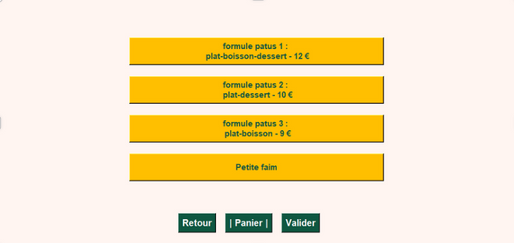 formule patus 1 :
plat-boisson-dessert - 12 €
formule patus 2 :
plat-dessert - 10 €
formule patus 3 :
plat-boisson - 9 €
Petite faim
Retour | Panier | Valider